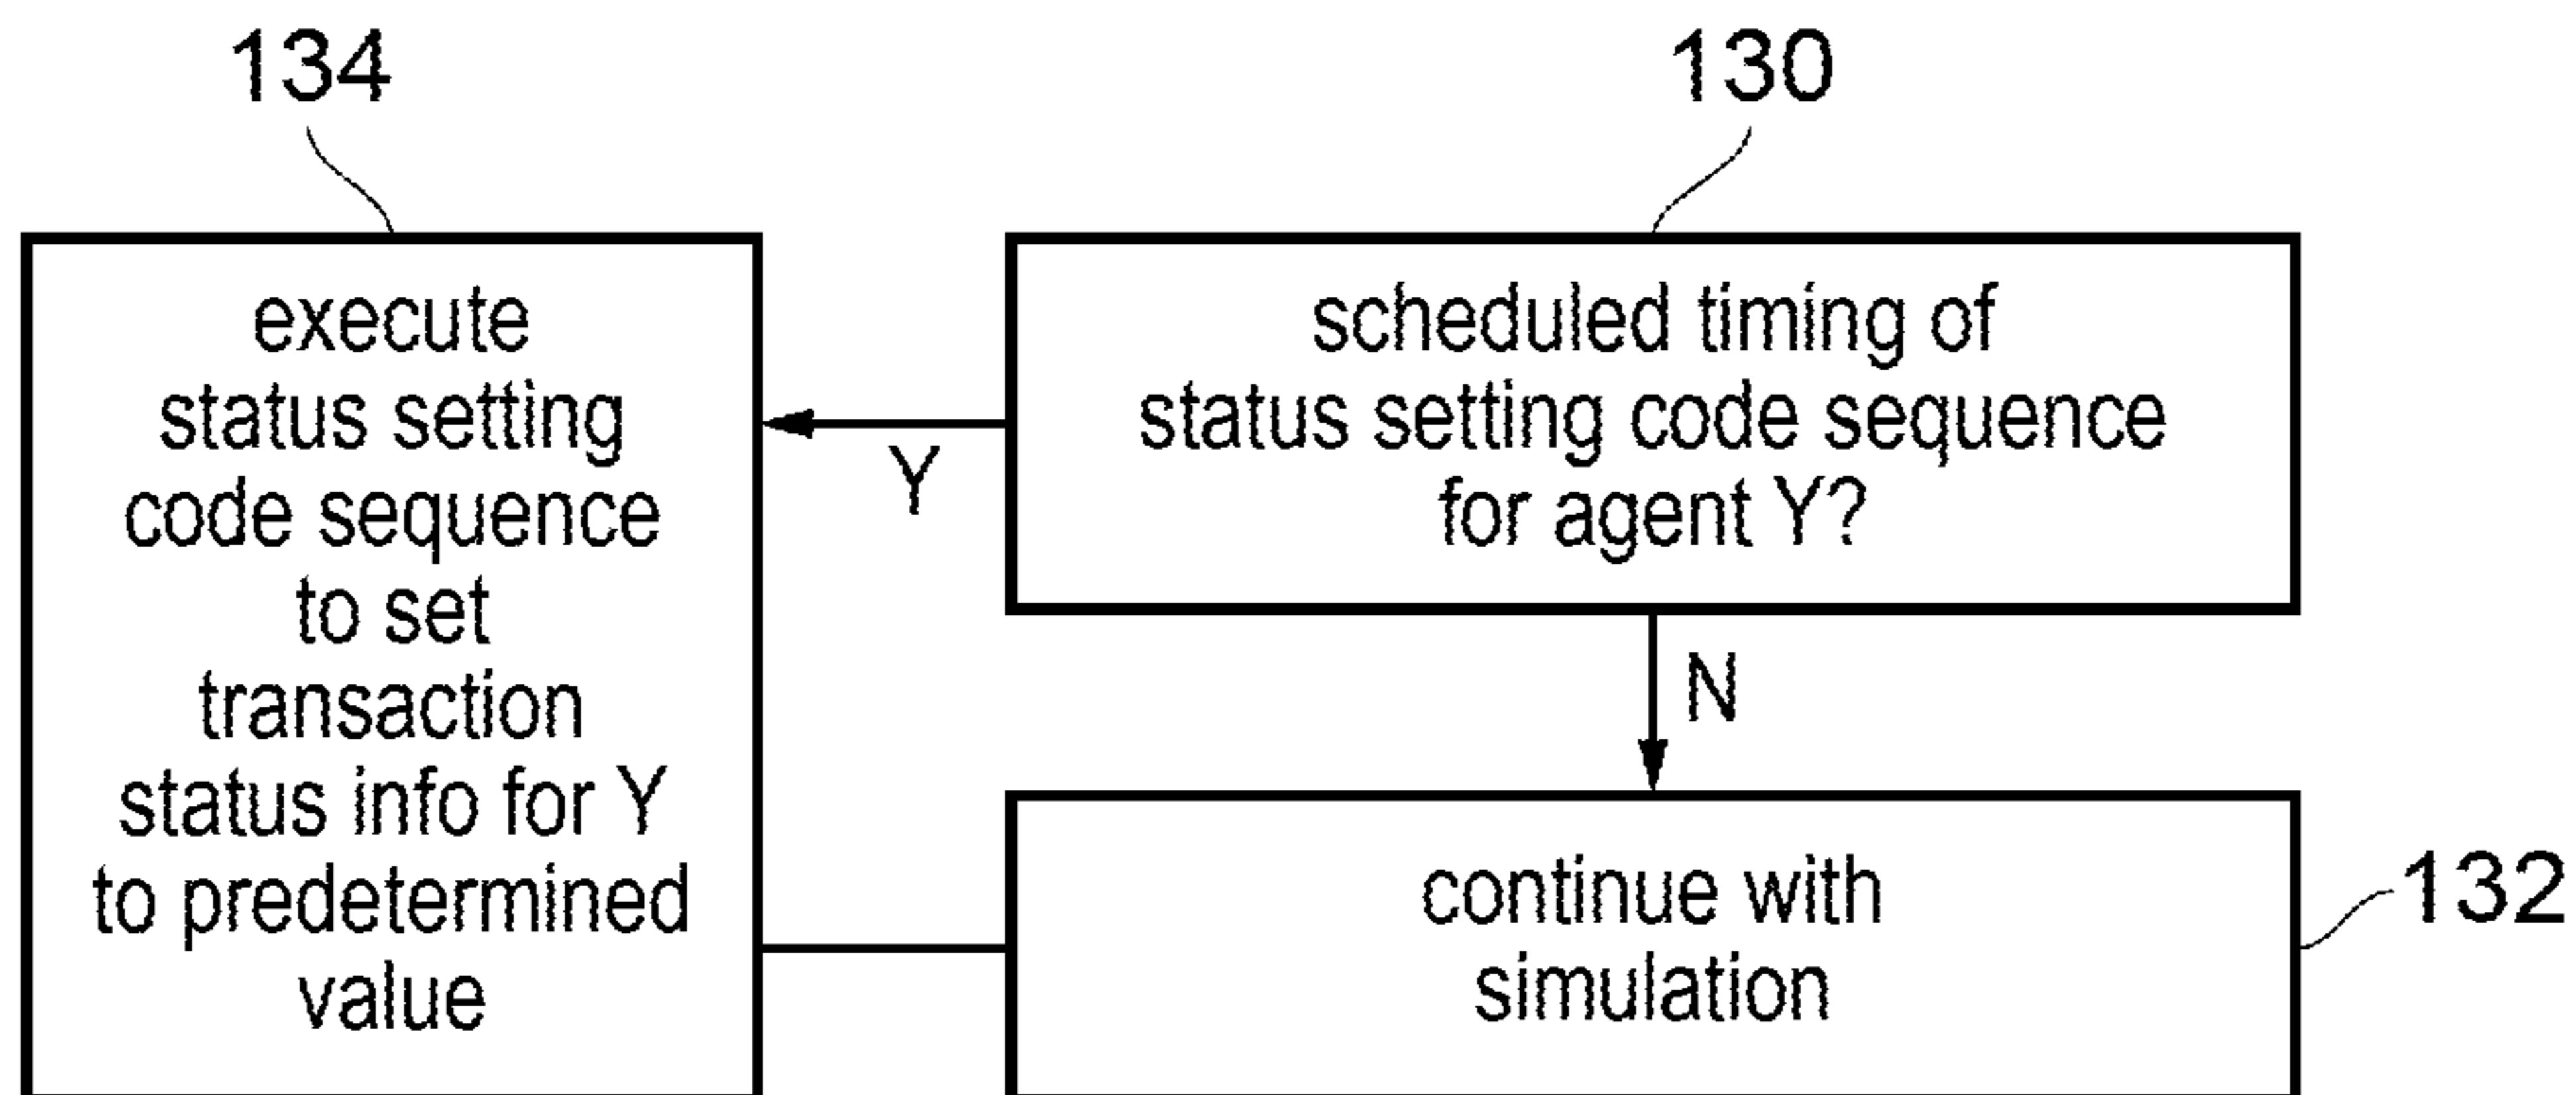 134
130
execute
status setting
code sequence
to set
transaction
status info for Y
to predetermined
value
scheduled timing of
status setting code sequence
for agent Y?
Y
N
continue with
simulation
132